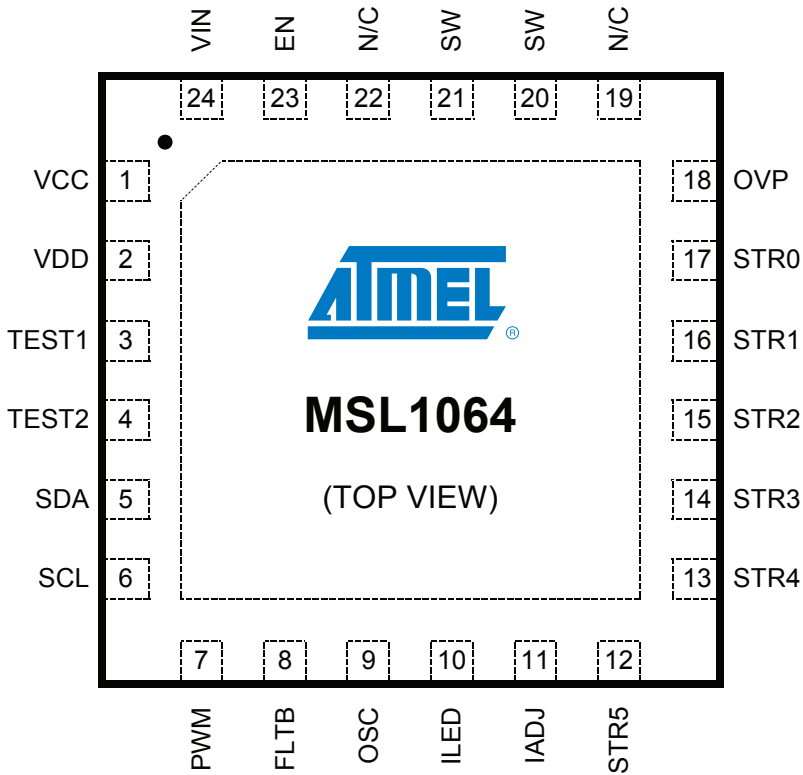 VIN EN N/C SW SW N/C
24 23 22 21 20 19
VCC 1 18 OVP
VDD 2 17 STR0
ATMEL ®
TEST1 3 16 STR1
MSL1064
TEST2 4 15 STR2
(TOP VIEW)
SDA 5 14 STR3
SCL 6 13 STR4
7 8 9 10 11 12
PWM FLTB OSC ILED IADJ STR5